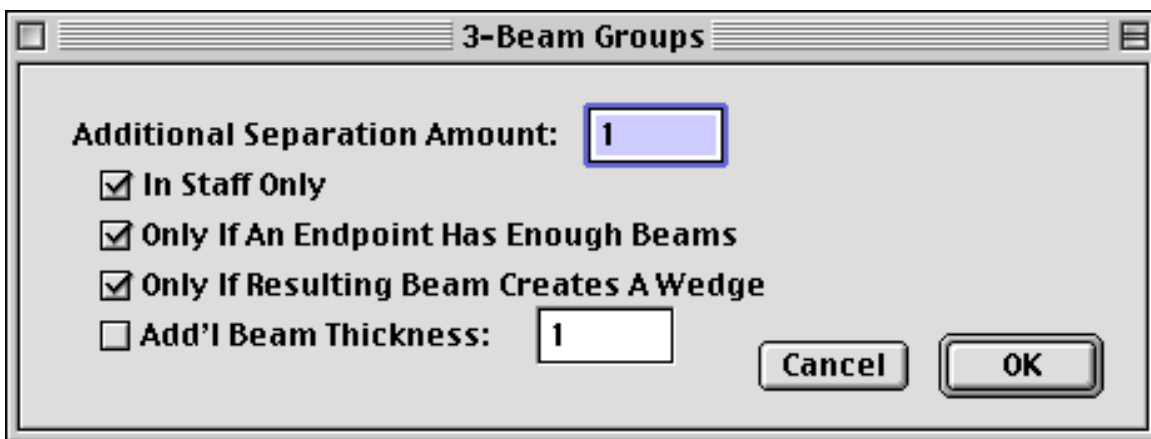 3-Beam Groups
Additional Separation Amount: 1
In Staff Only
Only If An Endpoint Has Enough Beams
Only If Resulting Beam Creates A Wedge
Add'l Beam Thickness: 1
Cancel OK